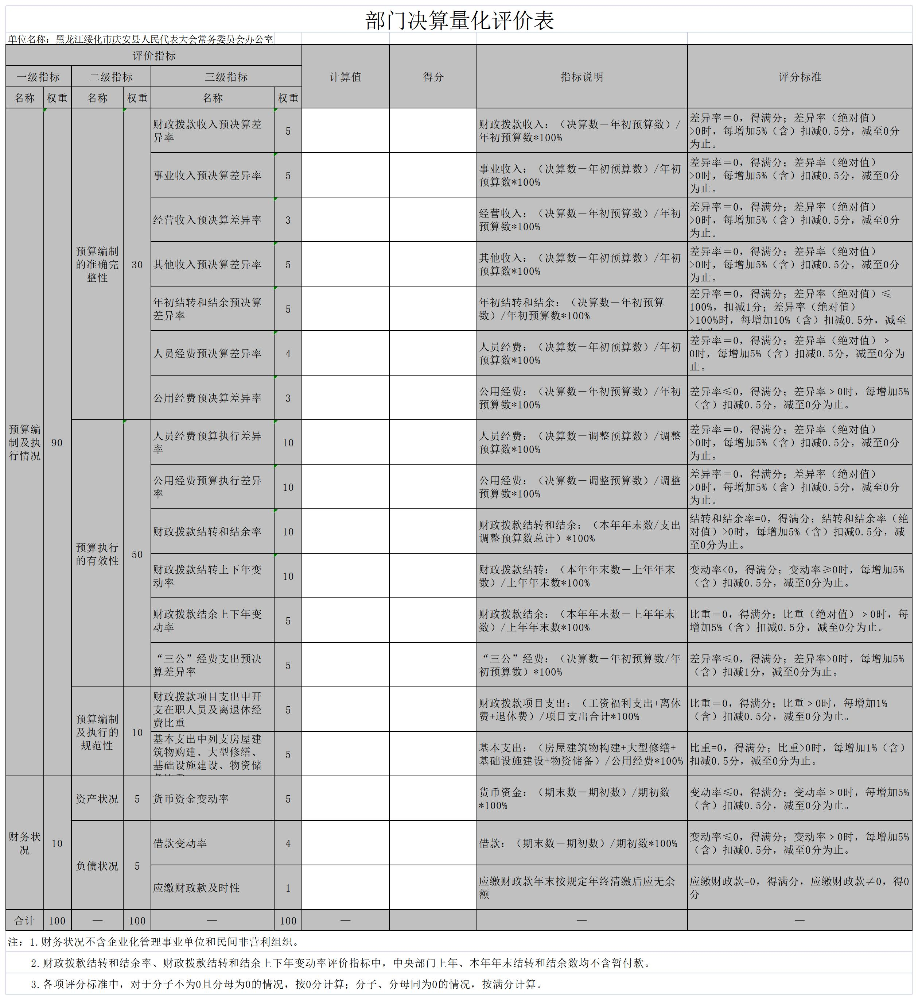 部门决算量化评价表
单位名称：黑龙江绥化市庆安县人民代表大会常务委员会办公室
评价指标
计算值
得分
指标说明
评分标准
一级指标
二级指标
三级指标
名称
权重
名称
权重
名称
权重
预算编
制及执
行情况
90
预算编制
的准确完
整性
30
财政拨款收入预决算差
异率
5
财政拨款收入：（决算数－年初预算数）/
年初预算数*100%
差异率＝0，得满分；差异率（绝对值）
>0时，每增加5%（含）扣减0.5分，减至0分
为止。
事业收入预决算差异率
5
事业收入：（决算数－年初预算数）/年初
预算数*100%
差异率＝0，得满分；差异率（绝对值）
>0时，每增加5%（含）扣减0.5分，减至0分
为止。
经营收入预决算差异率
3
经营收入：（决算数－年初预算数）/年初
预算数*100%
差异率＝0，得满分；差异率（绝对值）
>0时，每增加5%（含）扣减0.5分，减至0分
为止。
其他收入预决算差异率
5
其他收入：（决算数－年初预算数）/年初
预算数*100%
差异率＝0，得满分；差异率（绝对值）
>0时，每增加5%（含）扣减0.5分，减至0分
为止。
年初结转和结余预决算
差异率
5
年初结转和结余：（决算数－年初预算
数）/年初预算数*100%
差异率＝0，得满分；差异率（绝对值）≤
100%，扣减1分；差异率（绝对值）
>100%时，每增加10%（含）扣减0.5分，减至
人员经费预决算差异率
4
人员经费：（决算数－年初预算数）/年初
预算数*100%
差异率＝0，得满分；差异率（绝对值）﹥
0时，每增加5%（含）扣减0.5分，减至0分为
止。
公用经费预决算差异率
3
公用经费：（决算数－年初预算数）/年初
预算数*100%
差异率≤0，得满分；差异率﹥0时，每增加5%
（含）扣减0.5分，减至0分为止。
预算执行
的有效性
50
人员经费预算执行差异
率
10
人员经费：（决算数－调整预算数）/调整
预算数*100%
差异率＝0，得满分；差异率（绝对值）
>0时，每增加5%（含）扣减0.5分，减至0分
为止。
公用经费预算执行差异
率
10
公用经费：（决算数－调整预算数）/调整
预算数*100%
差异率＝0，得满分；差异率（绝对值）
>0时，每增加5%（含）扣减0.5分，减至0分
为止。
财政拨款结转和结余率
10
财政拨款结转和结余：（本年年末数/支出
调整预算数总计）*100%
结转和结余率=0，得满分；结转和结余率（绝
对值）>0时，每增加5%（含）扣减0.5分，减
至0分为止。
财政拨款结转上下年变
动率
10
财政拨款结转：（本年年末数－上年年末
数）/上年年末数*100%
变动率<0，得满分；变动率≥0时，每增加5%
（含）扣减0.5分，减至0分为止。
财政拨款结余上下年变
动率
5
财政拨款结余：（本年年末数－上年年末
数）/上年年末数*100%
比重＝0，得满分；比重（绝对值）﹥0时，每
增加5%（含）扣减0.5分，减至0分为止。
“三公”经费支出预决
算差异率
5
“三公”经费：（决算数－年初预算数/年
初预算数）*100%
差异率≤0，得满分；差异率>0时，每增加5%
（含）扣减1分，减至0分为止。
预算编制
及执行的
规范性
10
财政拨款项目支出中开
支在职人员及离退休经
费比重
5
财政拨款项目支出：（工资福利支出+离休
费+退休费）/项目支出合计*100%
比重＝0，得满分；比重﹥0时，每增加1%
（含）扣减0.5分，减至0分为止。
基本支出中列支房屋建
筑物购建、大型修缮、
基础设施建设、物资储
5
基本支出：（房屋建筑物构建+大型修缮+
基础设施建设+物资储备）/公用经费*100%
比重=0，得满分；比重>0时，每增加1%（含）
扣减0.5分，减至0分为止。
财务状
况
10
资产状况
5
货币资金变动率
5
货币资金：（期末数－期初数）/期初数
*100%
变动率≤0，得满分；变动率﹥0时，每增加5%
（含）扣减0.5分，减至0分为止。
负债状况
5
借款变动率
4
借款：（期末数－期初数）/期初数*100%
变动率≤0，得满分；变动率﹥0时，每增加5%
（含）扣减0.5分，减至0分为止。
应缴财政款及时性
1
应缴财政款年末按规定年终清缴后应无余
额
应缴财政款=0，得满分，应缴财政款≠0，得0
分
合计
100
—
100
—
100
—
—
—
注：1.财务状况不含企业化管理事业单位和民间非营利组织。
2.财政拨款结转和结余率、财政拨款结转和结余上下年变动率评价指标中，中央部门上年、本年年末结转和结余数均不含暂付款。
3.各项评分标准中，对于分子不为0且分母为0的情况，按0分计算；分子、分母同为0的情况，按满分计算。